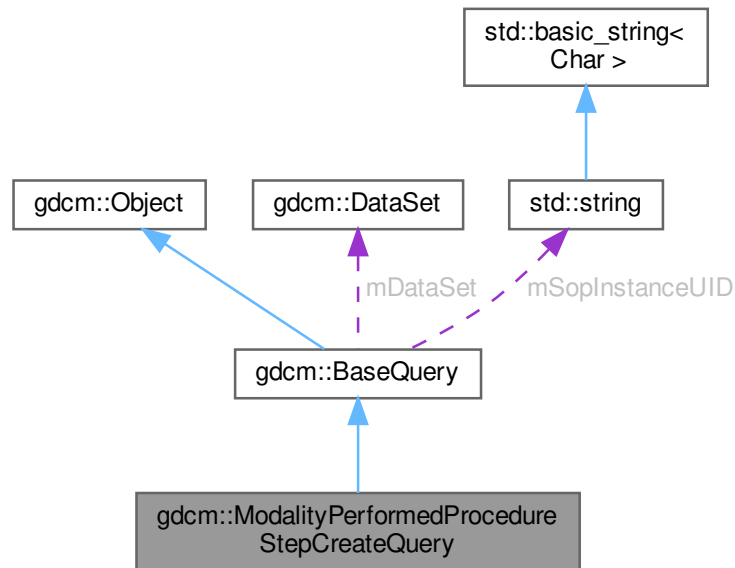 std::basic_string<
Char >
gdcm::Object
gdcm::DataSet
std::string
mDataSet
mSopInstanceUID
gdcm::BaseQuery
gdcm::ModalityPerformedProcedure
StepCreateQuery